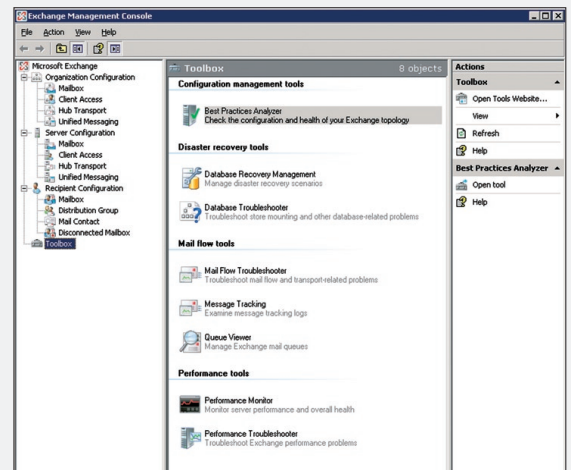 Exchange Management Console
File Action View Help
Microsoft Exchange
Organization Configuration
Mailbox
Client Access
Hub Transport
Unified Messaging
Server Configuration
Mailbox
Client Access
Hub Transport
Unified Messaging
Recipient Configuration
Mailbox
Distribution Group
Mail Contact
Disconnected Mailbox
Toolbox
Toolbox 8 objects
Configuration management tools
Best Practices Analyzer
Check the configuration and health of your Exchange topology
Disaster recovery tools
Database Recovery Management
Manage disaster recovery scenarios
Database Troubleshooter
Troubleshoot store mounting and other database-related problems
Mail flow tools
Mail Flow Troubleshooter
Troubleshoot mail flow and transport-related problems
Message Tracking
Examine message tracking logs
Queue Viewer
Manage Exchange mail queues
Performance tools
Performance Monitor
Monitor server performance and overall health
Performance Troubleshooter
Troubleshoot Exchange performance problems
Actions
Toolbox
Open Tools Website...
View
Refresh
Help
Best Practices Analyzer
Open tool
Help